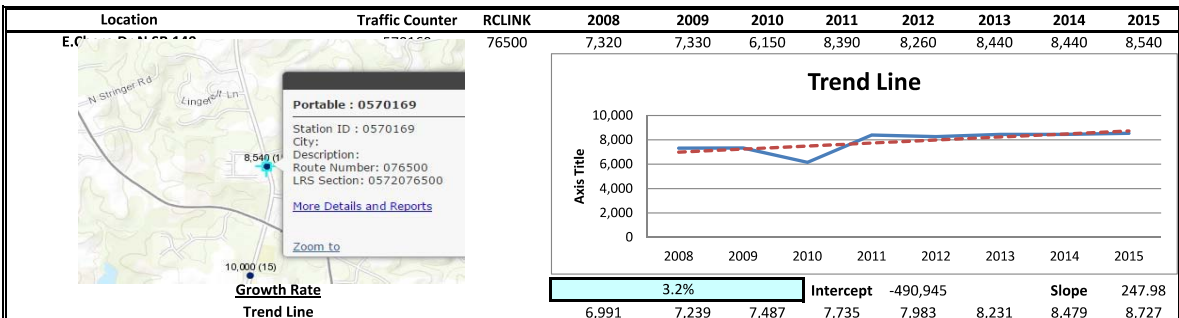 Location Traffic Counter RCLINK 2008 2009 2010 2011 2012 2013 2014 2015
76500 7,320 7,330 6,150 8,390 8,260 8,440 8,440 8,540
N Stringer Rd
Lingefelt Ln
Portable : 0570169
Station ID : 0570169
City:
Description:
Route Number: 076500
LRS Section: 0572076500
More Details and Reports
Zoom to
8,540 (1
10,000 (15)
Trend Line
Axis Title
10,000
8,000
6,000
4,000
2,000
0
2008 2009 2010 2011 2012 2013 2014 2015
Growth Rate 3.2% Intercept -490,945 Slope 247.98
Trend Line 6,991 7,239 7,487 7,735 7,983 8,231 8,479 8,727